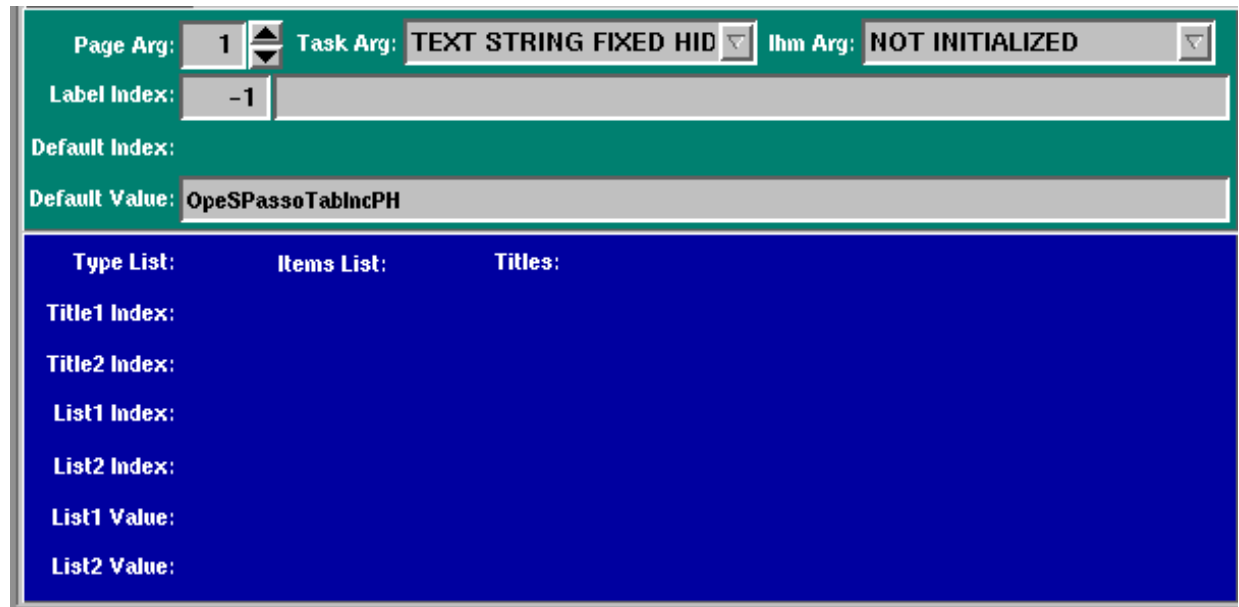 Page Arg: 1 Task Arg: TEXT STRING FIXED HID Ihm Arg: NOT INITIALIZED
Label Index: -1
Default Index:
Default Value: OpeSPassoTabIncPH
Type List: Items List: Titles:
Title1 Index:
Title2 Index:
List1 Index:
List2 Index:
List1 Value:
List2 Value: